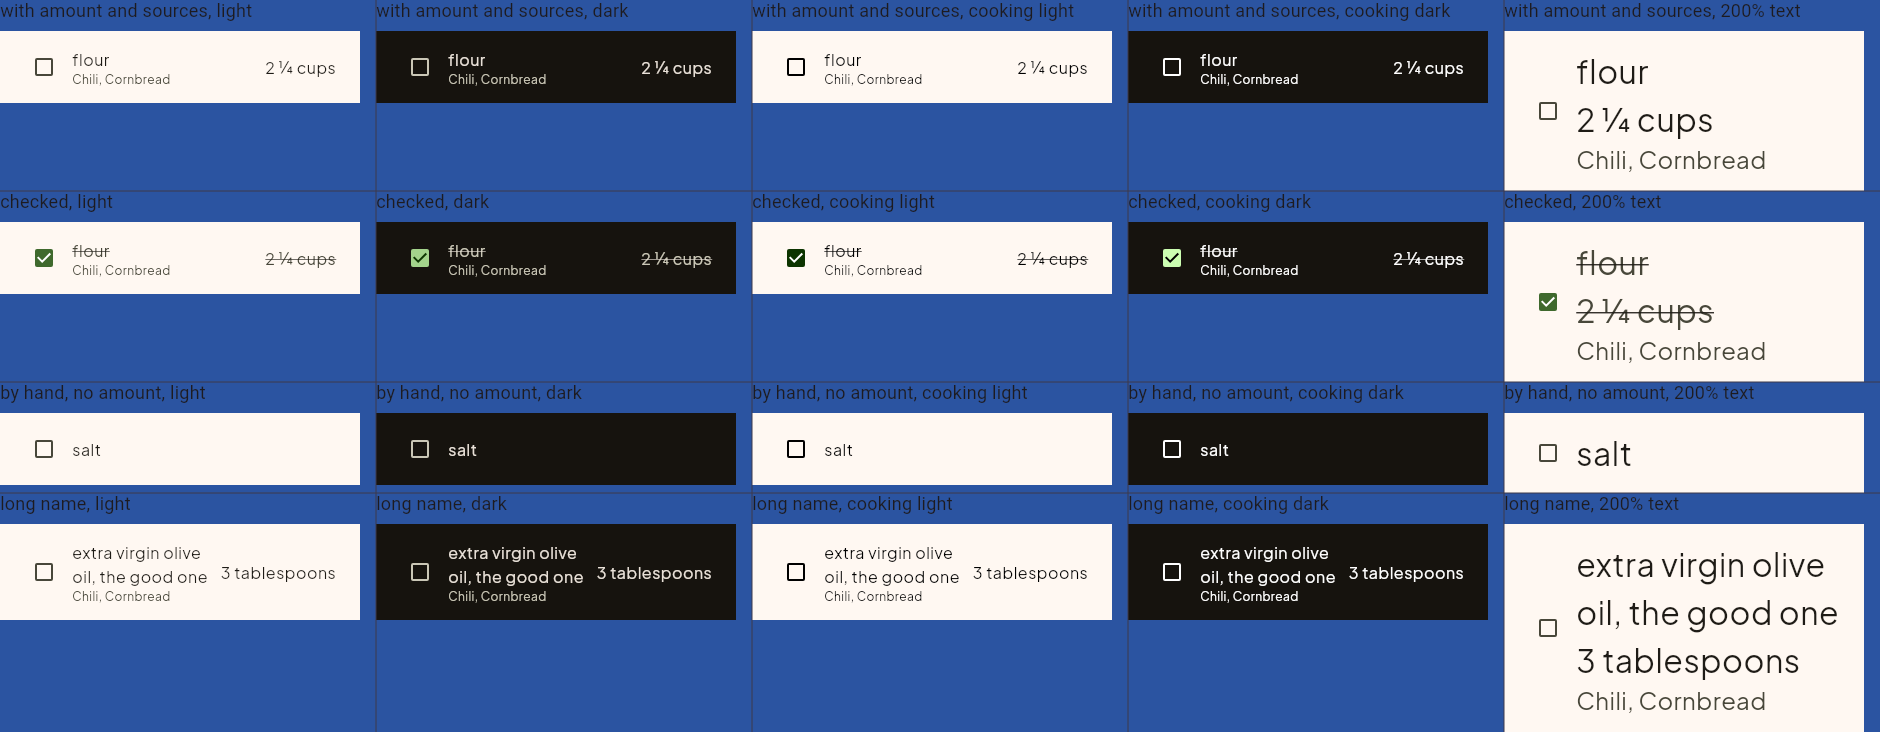 with amount and sources, light
flour
Chili, Cornbread
2 ¼ cups
with amount and sources, dark
flour
Chili, Cornbread
2 ¼ cups
with amount and sources, cooking light
flour
Chili, Cornbread
2 ¼ cups
with amount and sources, cooking dark
flour
Chili, Cornbread
2 ¼ cups
with amount and sources, 200% text
flour
2 ¼ cups
Chili, Cornbread
checked, light
flour
Chili, Cornbread
2 ¼ cups
checked, dark
flour
Chili, Cornbread
2 ¼ cups
checked, cooking light
flour
Chili, Cornbread
2 ¼ cups
checked, cooking dark
flour
Chili, Cornbread
2 ¼ cups
checked, 200% text
flour
2 ¼ cups
Chili, Cornbread
by hand, no amount, light
salt
by hand, no amount, dark
salt
by hand, no amount, cooking light
salt
by hand, no amount, cooking dark
salt
by hand, no amount, 200% text
salt
long name, light
extra virgin olive
oil, the good one
Chili, Cornbread
3 tablespoons
long name, dark
extra virgin olive
oil, the good one
Chili, Cornbread
3 tablespoons
long name, cooking light
extra virgin olive
oil, the good one
Chili, Cornbread
3 tablespoons
long name, cooking dark
extra virgin olive
oil, the good one
Chili, Cornbread
3 tablespoons
long name, 200% text
extra virgin olive
oil, the good one
3 tablespoons
Chili, Cornbread